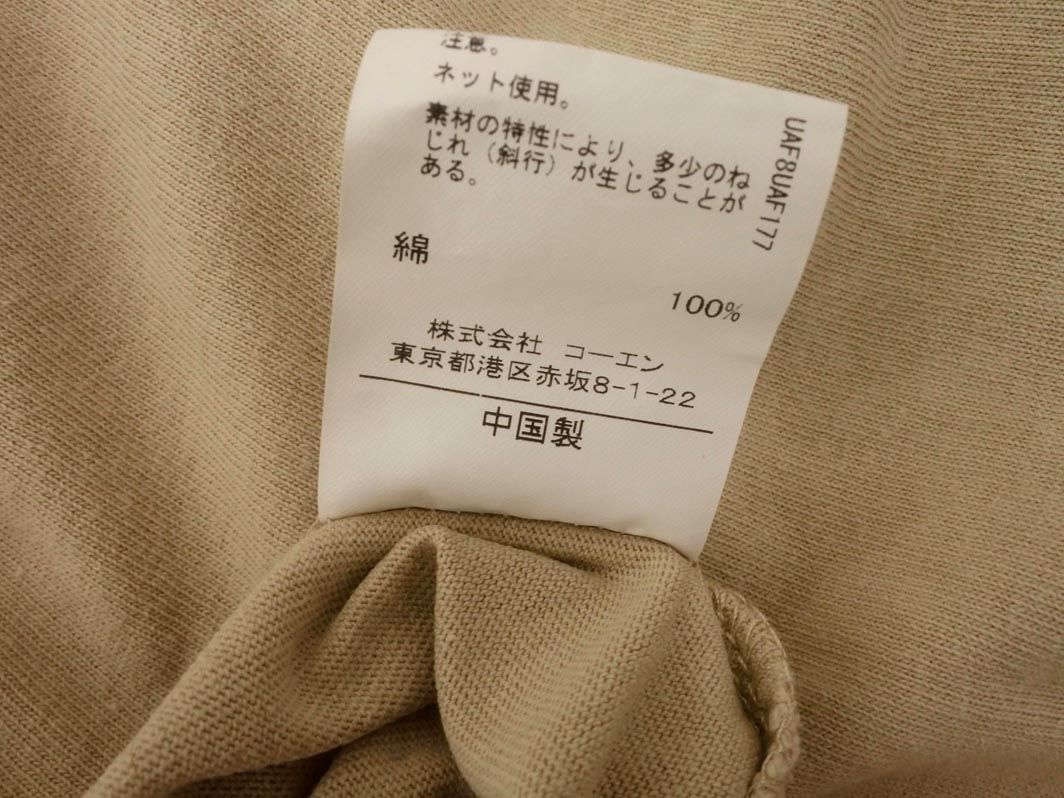 注意。
ネット使用。
素材の特性により、多少のね
じれ（斜行）が生じることが
ある。
UAF8UAF177
綿
100%
株式会社 コーエン
東京都港区赤坂8-1-22
中国製